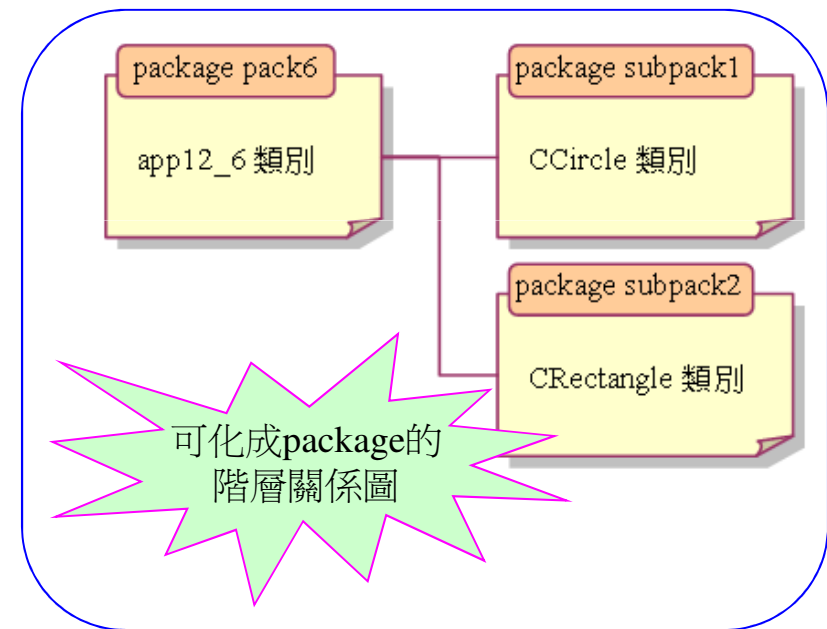 package pack6
app12_6 類別
package subpack1
CCircle 類別
package subpack2
CRectangle 類別
可化成package的
階層關係圖